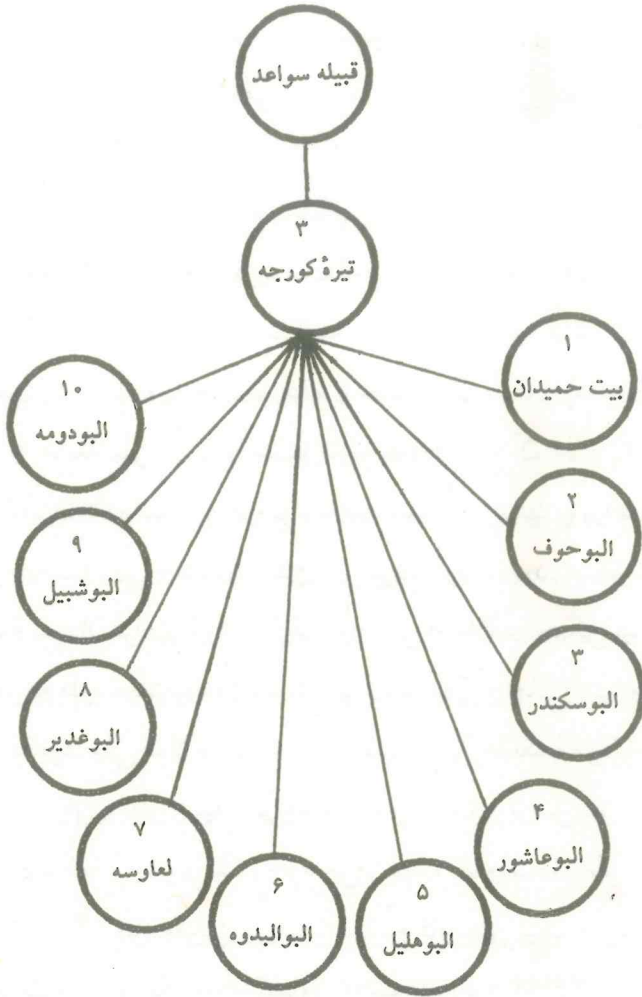 قبیله سواعد
۳
تیرهٔ کورجه
۱
بیت حمیدان
۲
البوحوف
۳
البوسکندر
۴
البوعاشور
۵
البوهلیل
۶
البوالبدوه
۷
لعاوسه
۸
البوغدیر
۹
البوشبیل
۱۰
البودومه